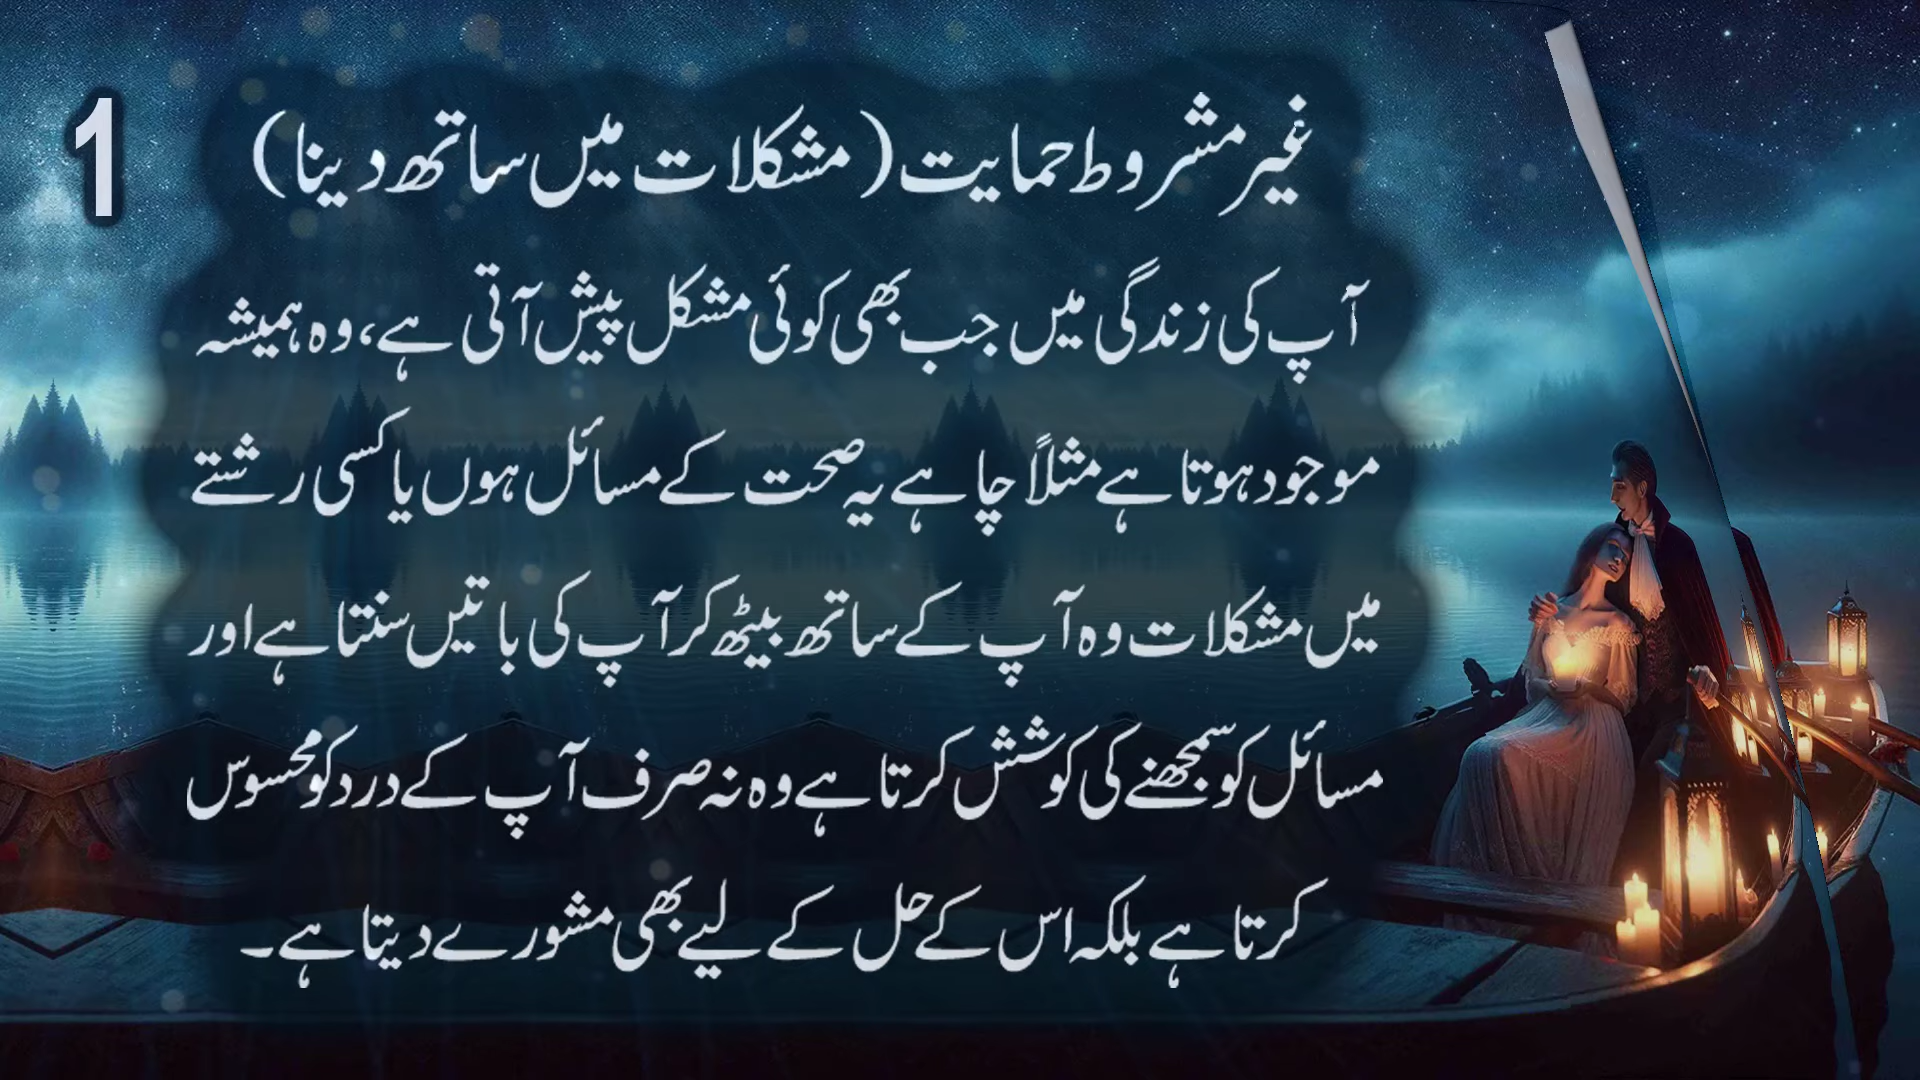 1
غیر مشروط حمایت (مشکلات میں ساتھ دینا)
آپ کی زندگی میں جب بھی کوئی مشکل پیش آتی ہے، وہ ہمیشہ
موجود ہوتا ہے مثلاً چاہے یہ صحت کے مسائل ہوں یا کسی رشتے
میں مشکلات وہ آپ کے ساتھ بیٹھ کر آپ کی باتیں سنتا ہے اور
مسائل کو سمجھنے کی کوشش کرتا ہے وہ نہ صرف آپ کے درد کو محسوس
کرتا ہے بلکہ اس کے حل کے لیے بھی مشورے دیتا ہے۔